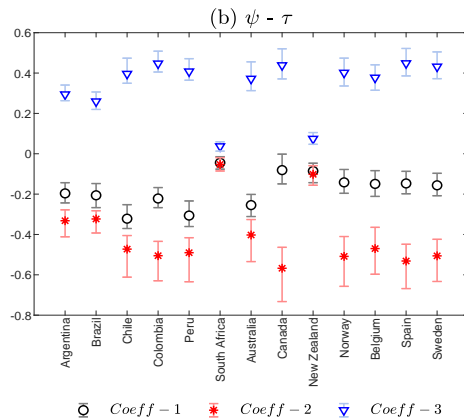 (b) ψ - τ
0.6
0.4
0.2
0
-0.2
-0.4
-0.6
-0.8
Argentina
Brazil
Chile
Colombia
Peru
South Africa
Australia
Canada
New Zealand
Norway
Belgium
Spain
Sweden
Coeff − 1 Coeff − 2 Coeff − 3